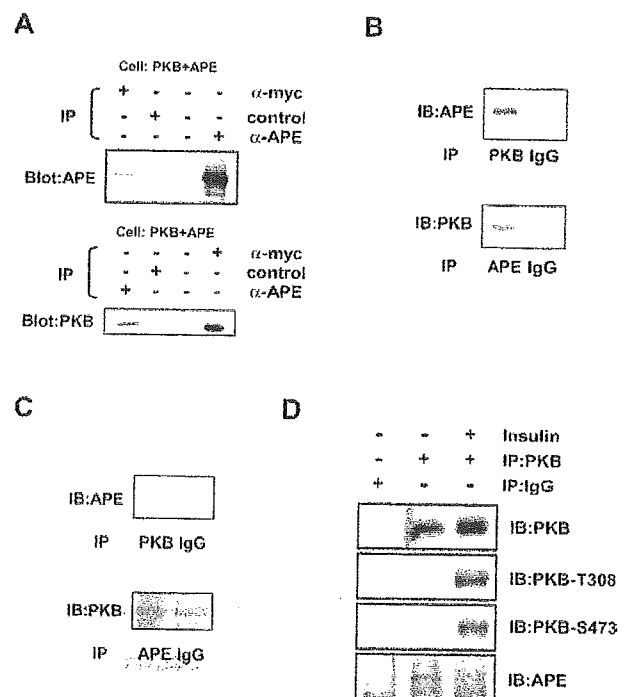 A
Cell: PKB+APE
+ - - - α-myc
IP - + - - control
- - - + α-APE
Blot:APE
Cell: PKB+APE
- - - + α-myc
IP - + - - control
+ - - - α-APE
Blot:PKB
B
IB:APE
IP PKB IgG
IB:PKB
IP APE IgG
C
IB:APE
IP PKB IgG
IB:PKB
IP APE IgG
D
- - + Insulin
- + + IP:PKB
+ - - IP:IgG
IB:PKB
IB:PKB-T308
IB:PKB-S473
IB:APE